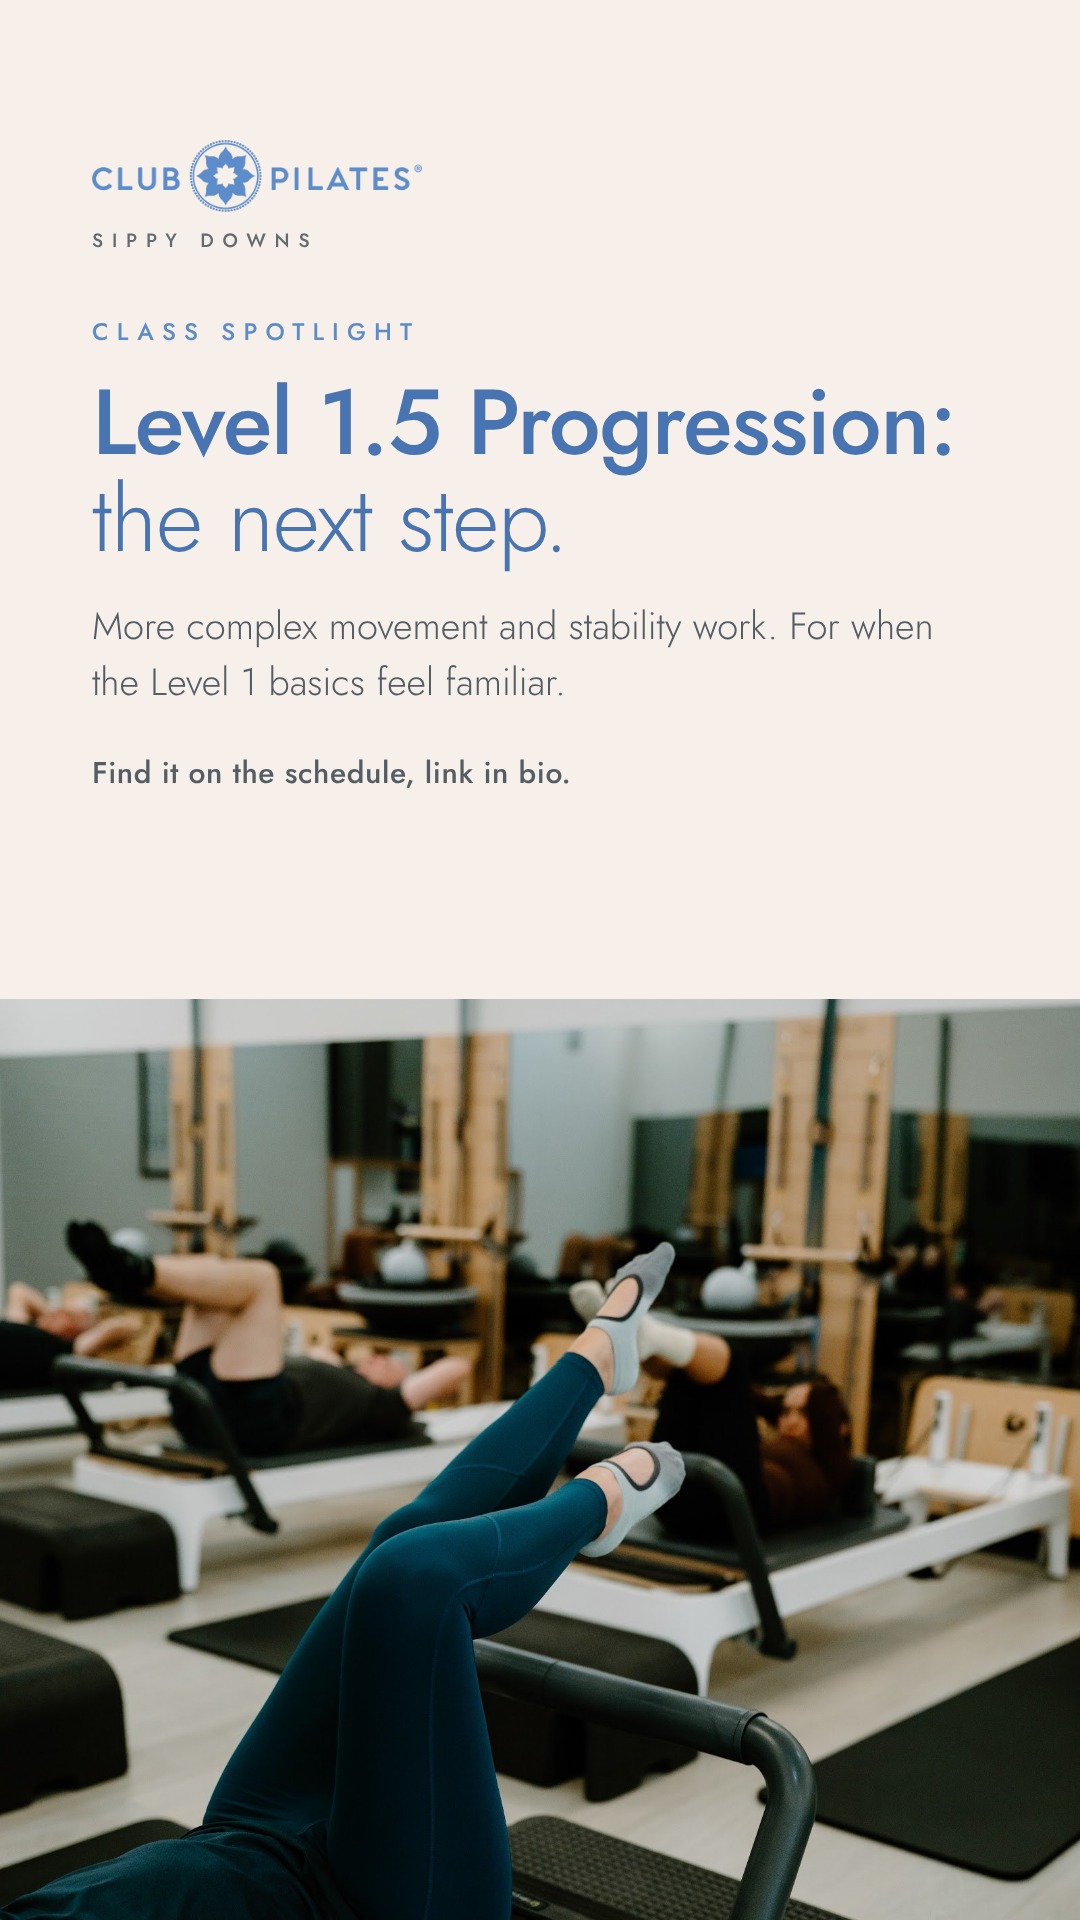 CLUB PILATES®
SIPPY DOWNS
CLASS SPOTLIGHT
Level 1.5 Progression:
the next step.
More complex movement and stability work. For when
the Level 1 basics feel familiar.
Find it on the schedule, link in bio.